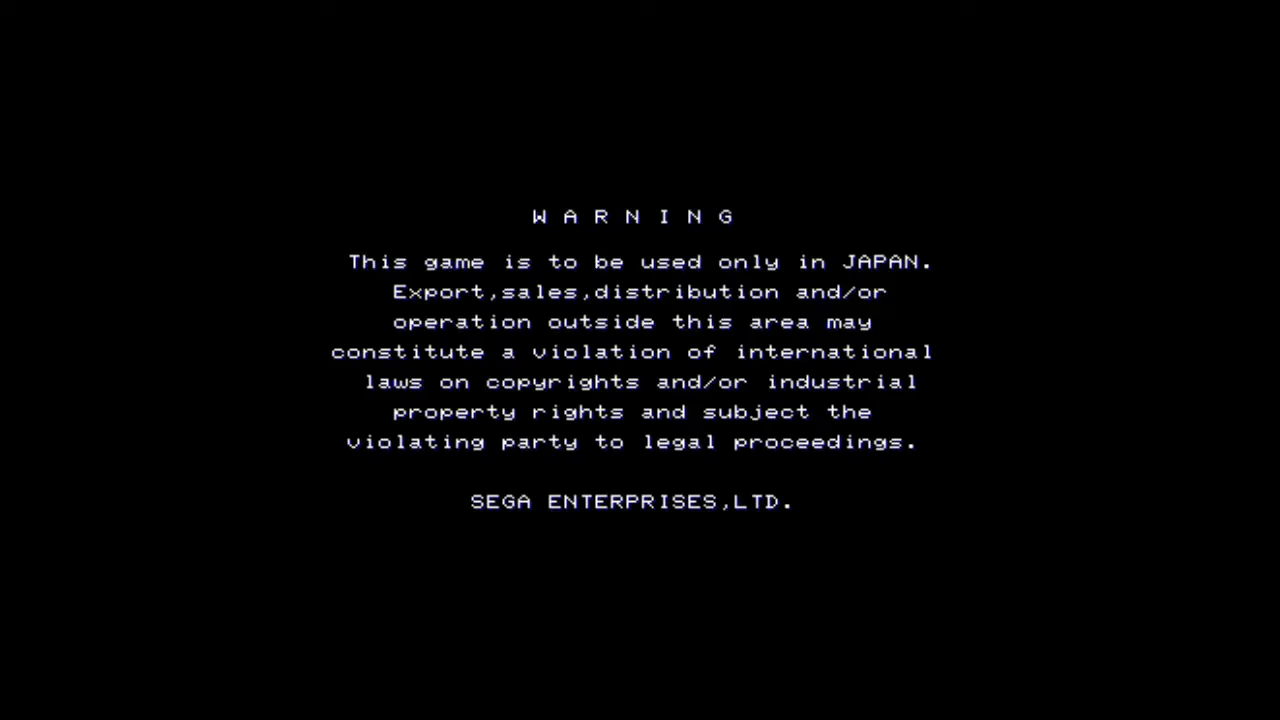 W A R N I N G
This game is to be used only in JAPAN.
Export,sales,distribution and/or
operation outside this area may
constitute a violation of international
laws on copyrights and/or industrial
property rights and subject the
violating party to legal proceedings.
SEGA ENTERPRISES,LTD.